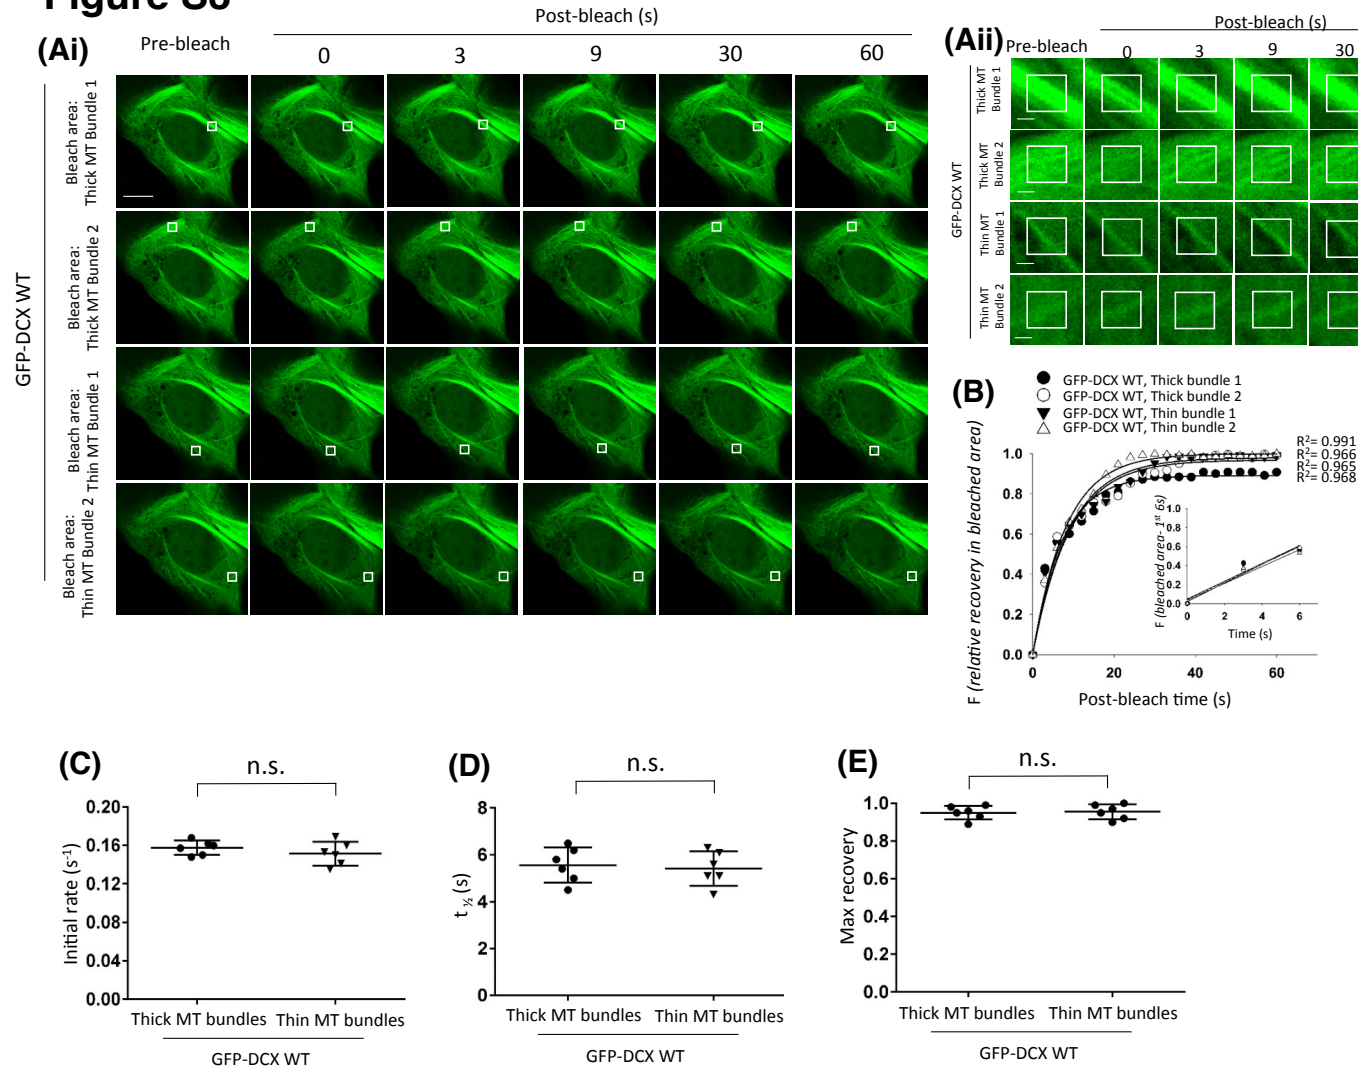 Figure S8
(Ai)
Pre-bleach
Post-bleach (s)
0 3 9 30 60
GFP-DCX WT
Bleach area:
Thick MT Bundle 1
Bleach area:
Thick MT Bundle 2
Bleach area:
Thin MT Bundle 1
Bleach area:
Thin MT Bundle 2
(Aii)
Pre-bleach
Post-bleach (s)
0 3 9 30
GFP-DCX WT
Thick MT
Bundle 1
Thick MT
Bundle 2
Thin MT
Bundle 1
Thin MT
Bundle 2
(B)
GFP-DCX WT, Thick bundle 1
GFP-DCX WT, Thick bundle 2
GFP-DCX WT, Thin bundle 1
GFP-DCX WT, Thin bundle 2
F (relative recovery in bleached area)
1.0
0.8
0.6
0.4
0.2
0.0
0 20 40 60
Post-bleach time (s)
R²= 0.991
R²= 0.966
R²= 0.965
R²= 0.968
F (bleached area- 1st 6s)
1.0
0.8
0.6
0.4
0.2
0.0
0 2 4 6
Time (s)
(C)
n.s.
Initial rate (s⁻¹)
0.20
0.16
0.12
0.08
0.04
0.00
Thick MT bundles Thin MT bundles
GFP-DCX WT
(D)
n.s.
t ½ (s)
8
6
4
2
0
Thick MT bundles Thin MT bundles
GFP-DCX WT
(E)
n.s.
Max recovery
1.0
0.8
0.6
0.4
0.2
0.0
Thick MT bundles Thin MT bundles
GFP-DCX WT